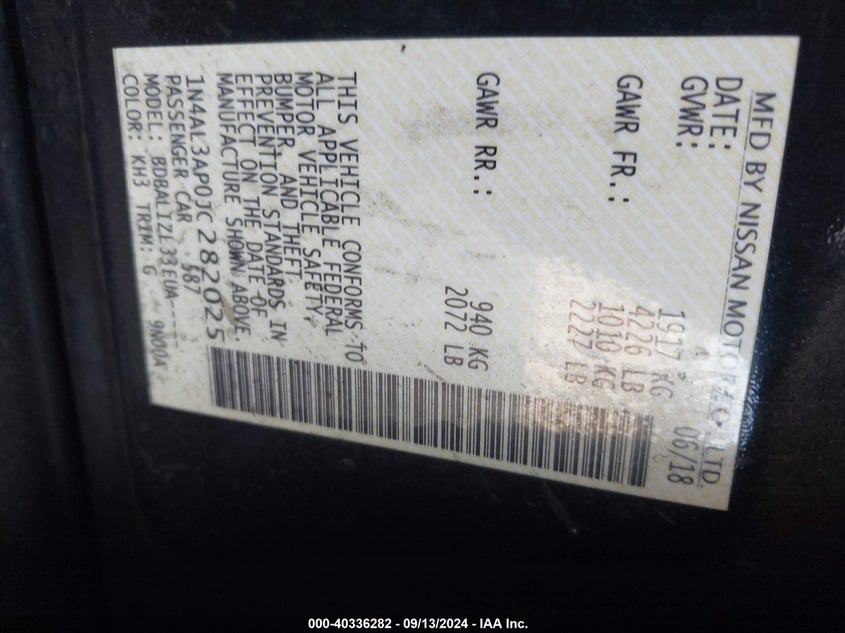 MFD BY NISSAN MOTOR CO., LTD.
DATE: 06/18
GVWR: 1917 KG
4226 LB
GAWR FR.: 1010 KG
2227 LB
GAWR RR.: 940 KG
2072 LB
THIS VEHICLE CONFORMS TO
ALL APPLICABLE FEDERAL
MOTOR VEHICLE SAFETY,
BUMPER, AND THEFT
PREVENTION STANDARDS IN
EFFECT ON THE DATE OF
MANUFACTURE SHOWN ABOVE
1N4AL3AP0JC282025
PASSENGER CAR 587
MODEL: BDBALIZL33EUA----
COLOR: KH3 TRIM: G 9N00A
000-40336282 - 09/13/2024 - IAA Inc.